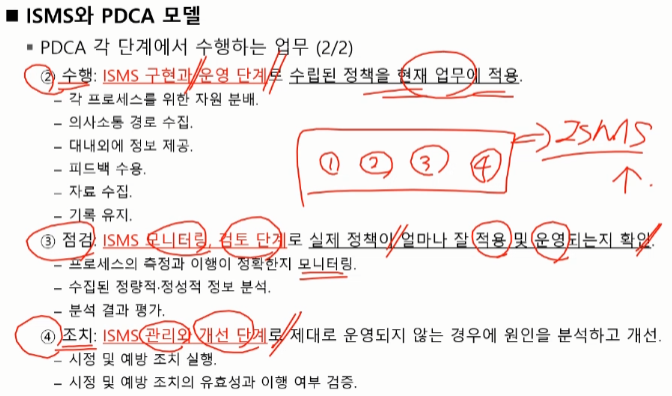 ■ ISMS와 PDCA 모델
▪ PDCA 각 단계에서 수행하는 업무 (2/2)
② 수행: ISMS 구현과 운영 단계로 수립된 정책을 현재 업무에 적용.
– 각 프로세스를 위한 자원 분배.
– 의사소통 경로 수집.
– 대내외에 정보 제공.
– 피드백 수용.
– 자료 수집.
– 기록 유지.
① ② ③ ④ ⇒ ISMS ↑.
③ 점검: ISMS 모니터링, 검토 단계로 실제 정책이 얼마나 잘 적용 및 운영되는지 확인.
– 프로세스의 측정과 이행이 정확한지 모니터링.
– 수집된 정량적·정성적 정보 분석.
– 분석 결과 평가.
④ 조치: ISMS 관리와 개선 단계로 제대로 운영되지 않는 경우에 원인을 분석하고 개선.
– 시정 및 예방 조치 실행.
– 시정 및 예방 조치의 유효성과 이행 여부 검증.